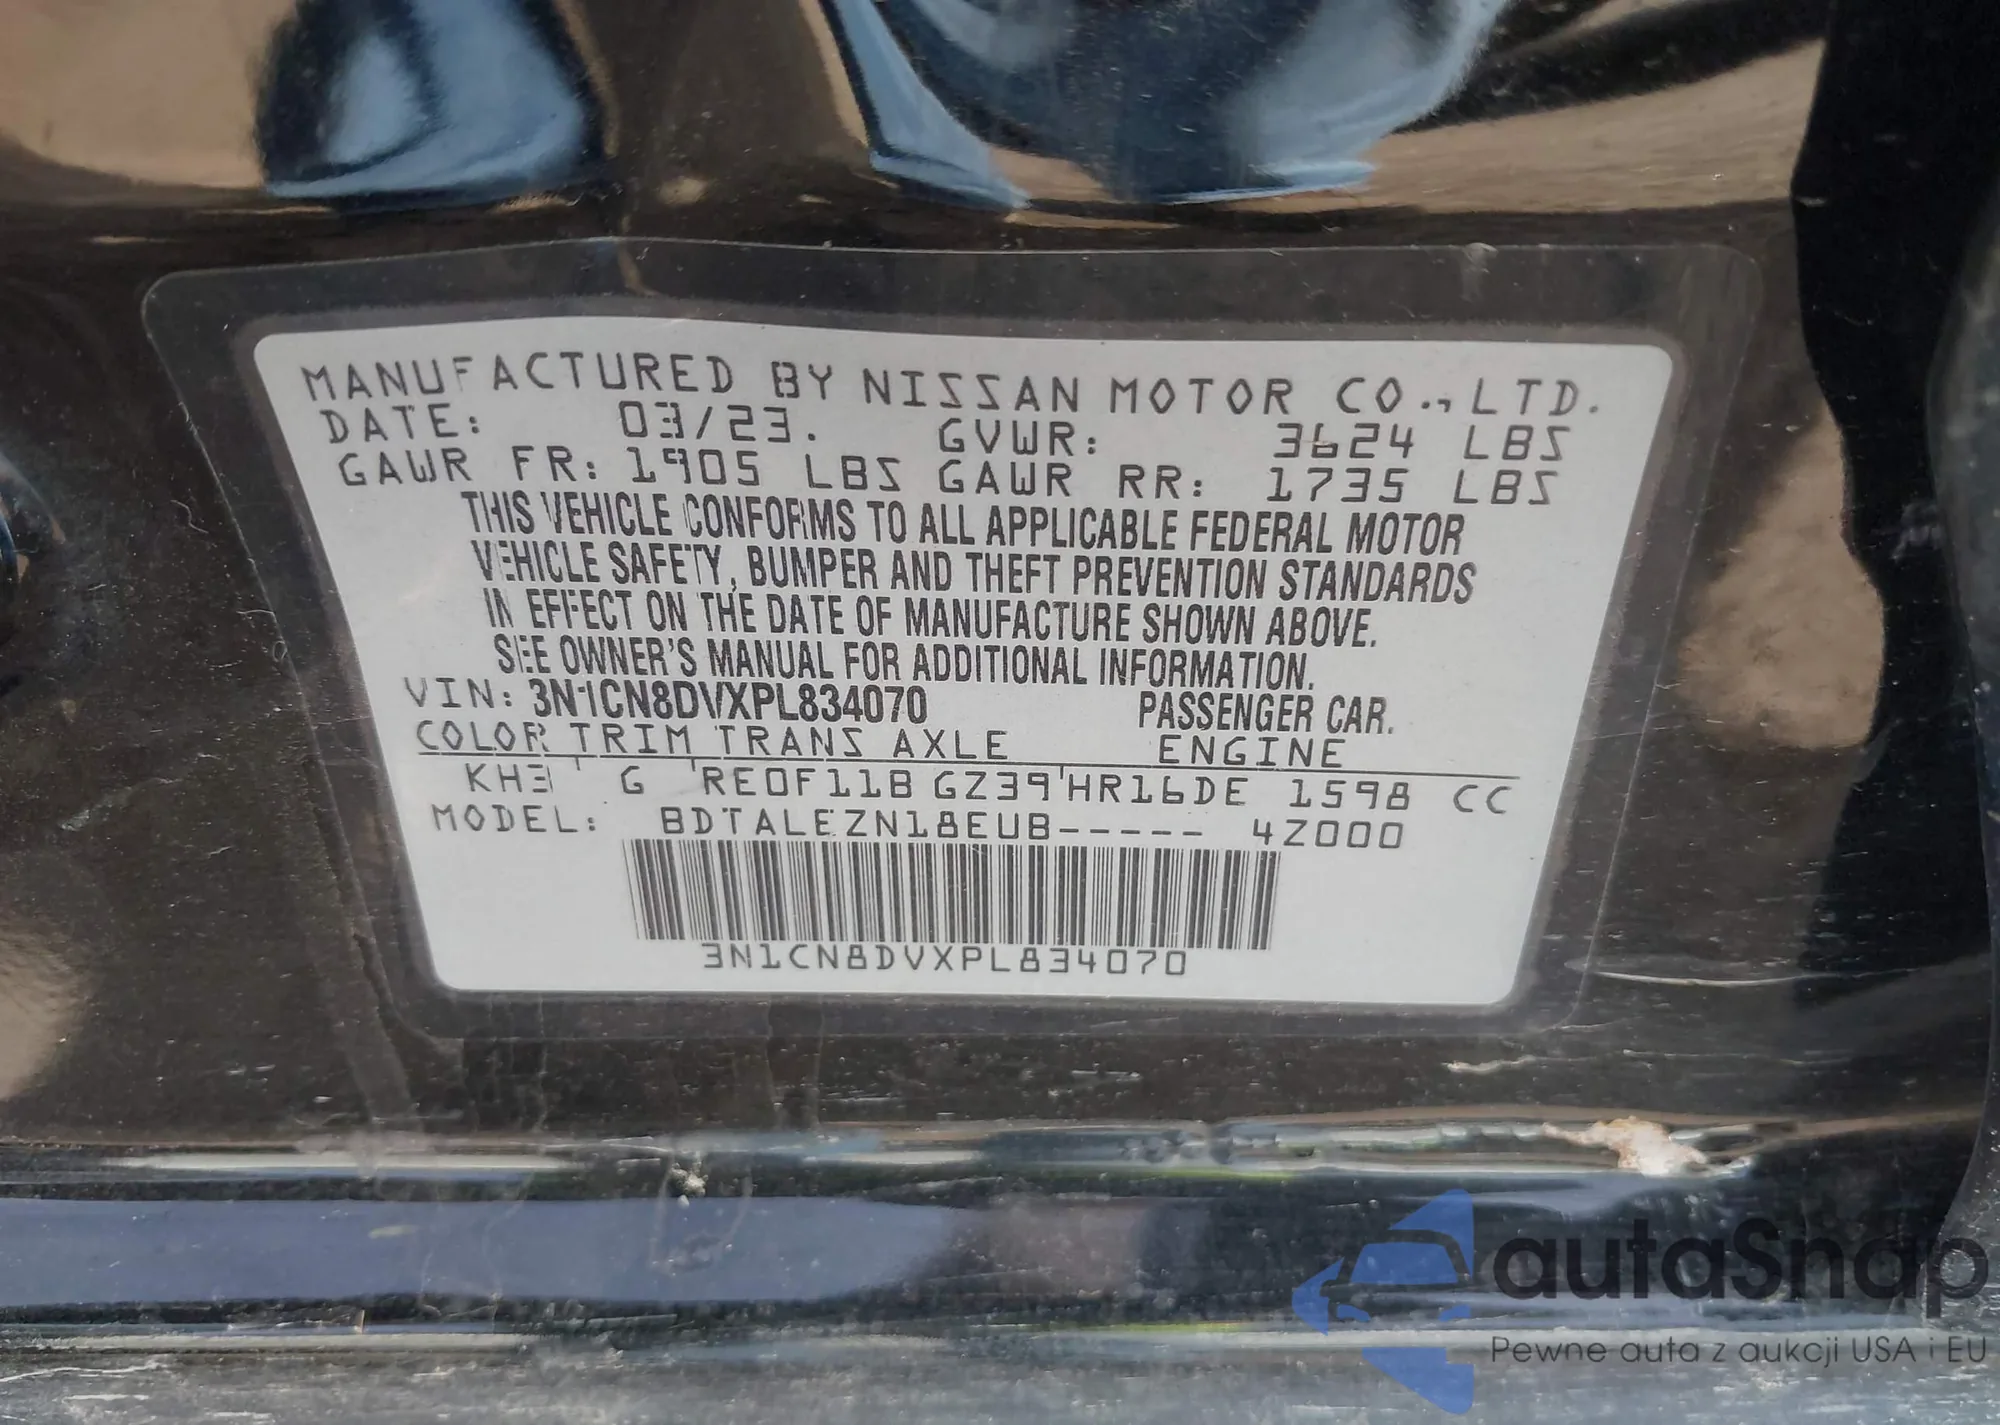 MANUFACTURED BY NISSAN MOTOR CO., LTD.
DATE: 03/23. GVWR: 3624 LBS
GAWR FR: 1905 LBS GAWR RR: 1735 LBS
THIS VEHICLE CONFORMS TO ALL APPLICABLE FEDERAL MOTOR
VEHICLE SAFETY, BUMPER AND THEFT PREVENTION STANDARDS
IN EFFECT ON THE DATE OF MANUFACTURE SHOWN ABOVE.
SEE OWNER'S MANUAL FOR ADDITIONAL INFORMATION.
VIN: 3N1CN8DVXPL834070 PASSENGER CAR.
COLOR TRIM TRANS AXLE ENGINE
KH3 G RE0F11B GZ39 HR16DE 1598 CC
MODEL: BDTALEZN18EUB----- 4Z000
3N1CN8DVXPL834070
autaSnap
Pewne auta z aukcji USA i EU